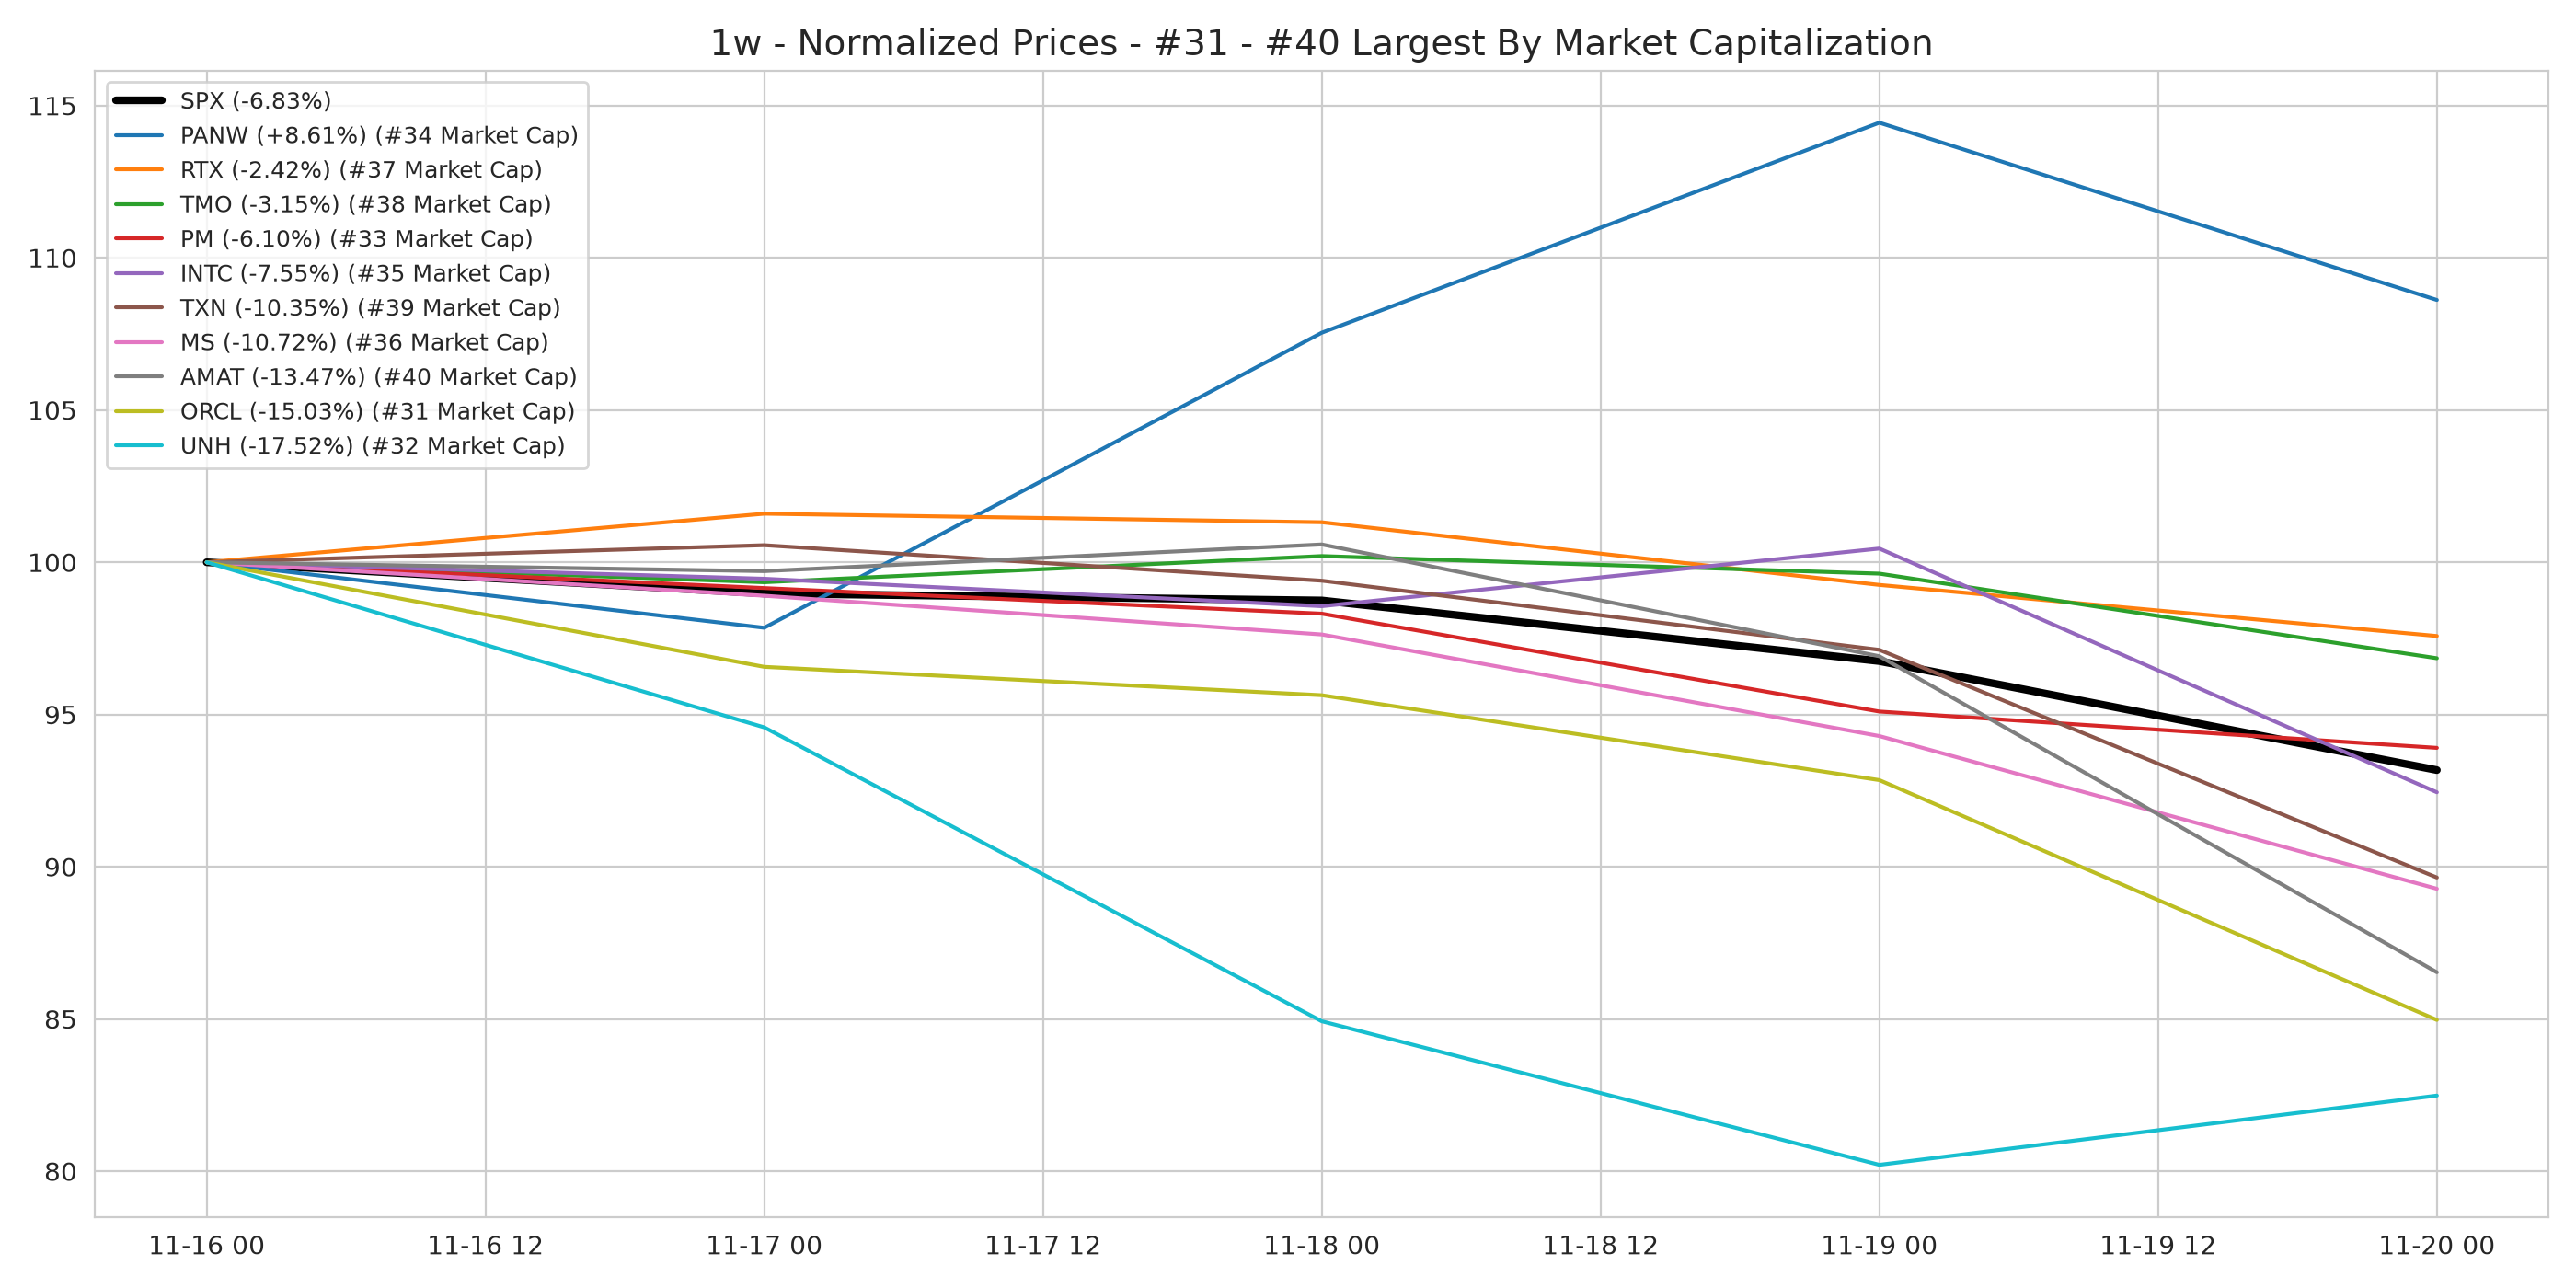 1w - Normalized Prices - #31 - #40 Largest By Market Capitalization
SPX (-6.83%)
PANW (+8.61%) (#34 Market Cap)
RTX (-2.42%) (#37 Market Cap)
TMO (-3.15%) (#38 Market Cap)
PM (-6.10%) (#33 Market Cap)
INTC (-7.55%) (#35 Market Cap)
TXN (-10.35%) (#39 Market Cap)
MS (-10.72%) (#36 Market Cap)
AMAT (-13.47%) (#40 Market Cap)
ORCL (-15.03%) (#31 Market Cap)
UNH (-17.52%) (#32 Market Cap)
115
110
105
100
95
90
85
80
11-16 00 11-16 12 11-17 00 11-17 12 11-18 00 11-18 12 11-19 00 11-19 12 11-20 00